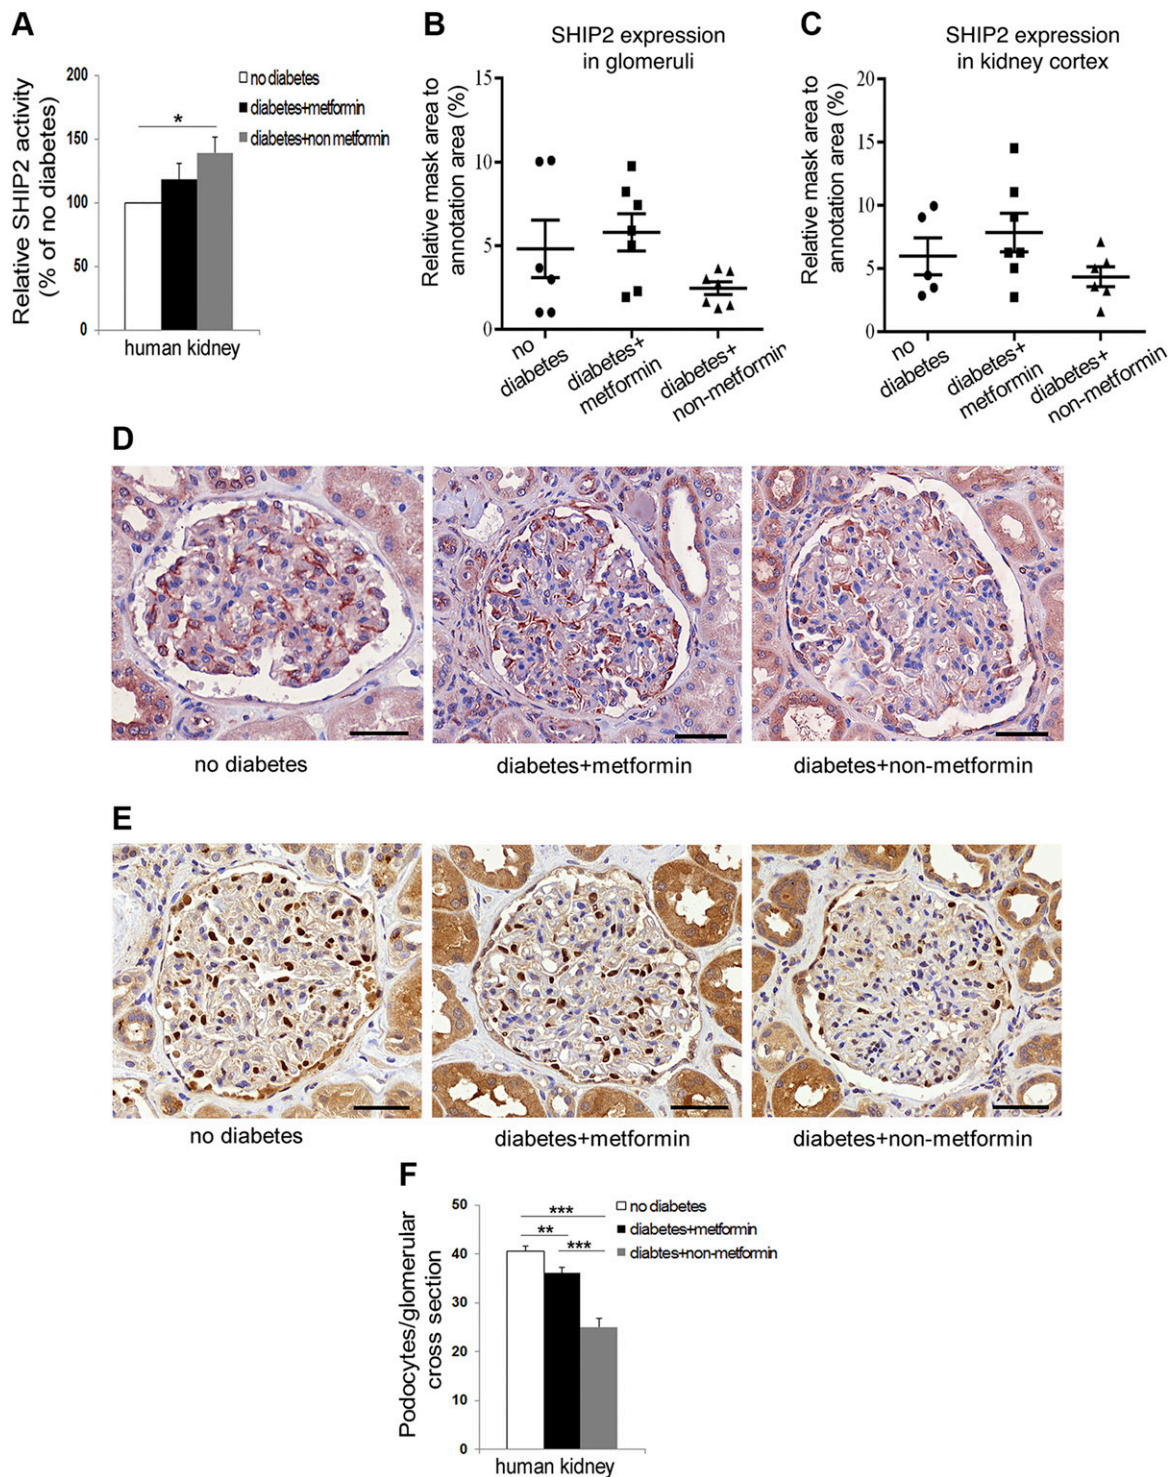 A
Relative SHIP2 activity
(% of no diabetes)
200
150
100
50
0
*
no diabetes
diabetes+metformin
diabetes+non metformin
human kidney
B
SHIP2 expression
in glomeruli
Relative mask area to
annotation area (%)
15
10
5
0
no
diabetes
diabetes+
metformin
diabetes+
non-metformin
C
SHIP2 expression
in kidney cortex
Relative mask area to
annotation area (%)
20
15
10
5
0
no
diabetes
diabetes+
metformin
diabetes+
non-metformin
D
no diabetes
diabetes+metformin
diabetes+non-metformin
E
no diabetes
diabetes+metformin
diabetes+non-metformin
F
Podocytes/glomerular
cross section
50
40
30
20
10
0
***
**
***
no diabetes
diabetes+metformin
diabtes+non-metformin
human kidney